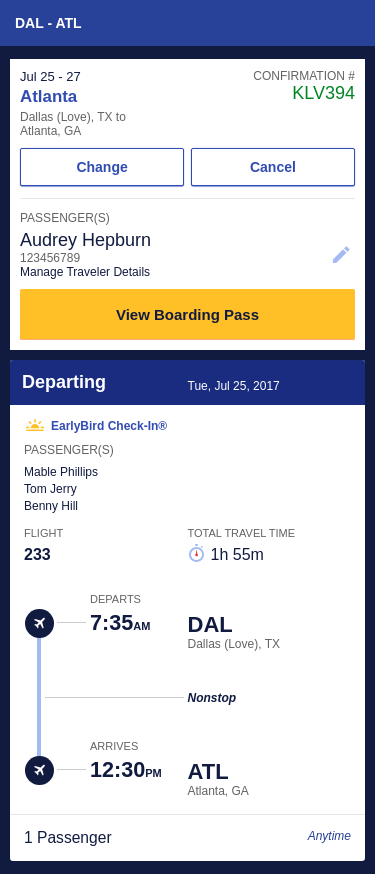 DAL - ATL
Jul 25 - 27
CONFIRMATION #
Atlanta
KLV394
Dallas (Love), TX to
Atlanta, GA
Change
Cancel
PASSENGER(S)
Audrey Hepburn
123456789
Manage Traveler Details
View Boarding Pass
Departing
Tue, Jul 25, 2017
EarlyBird Check-In®
PASSENGER(S)
Mable Phillips
Tom Jerry
Benny Hill
FLIGHT
TOTAL TRAVEL TIME
233
1h 55m
DEPARTS
7:35AM
DAL
Dallas (Love), TX
Nonstop
ARRIVES
12:30PM
ATL
Atlanta, GA
1 Passenger
Anytime